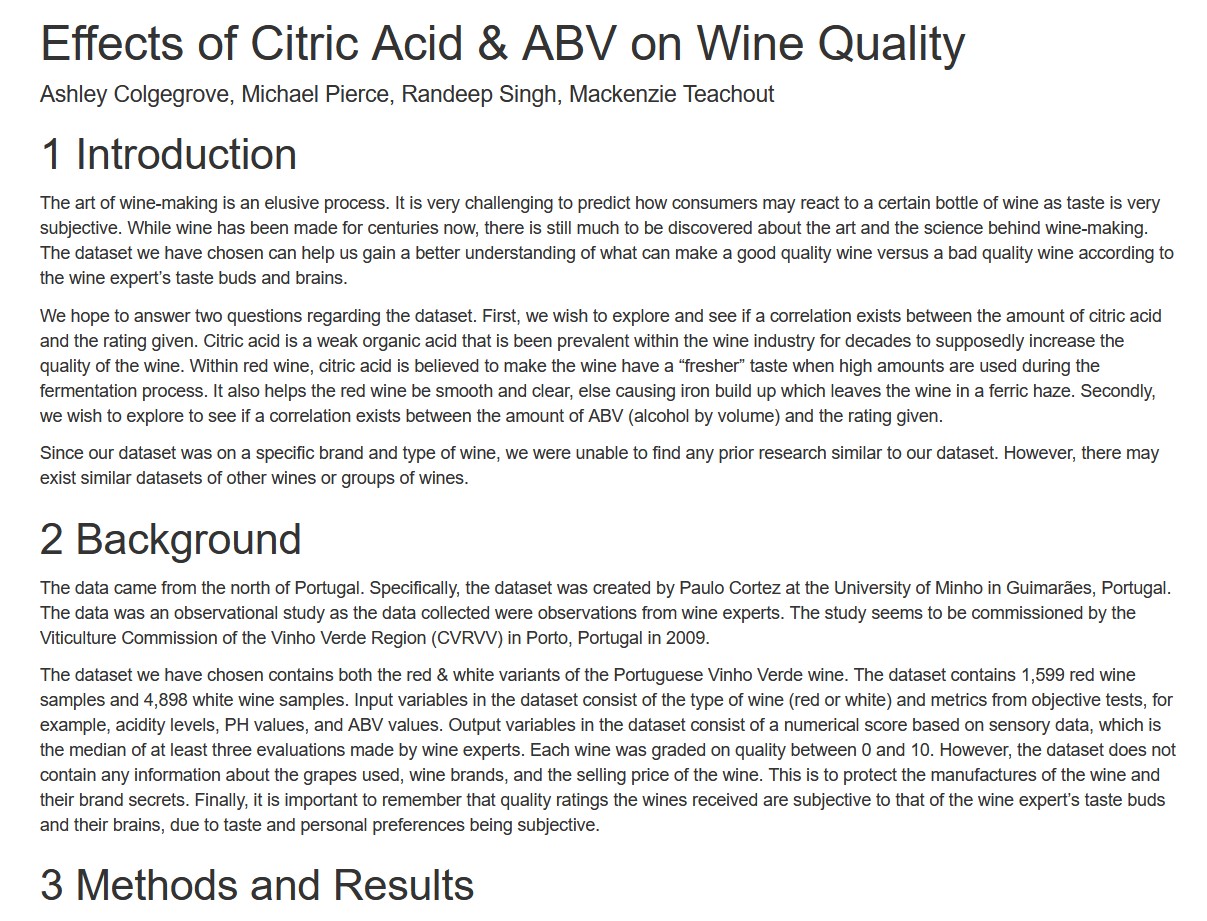 Effects of Citric Acid & ABV on Wine Quality
Ashley Colgegrove, Michael Pierce, Randeep Singh, Mackenzie Teachout
1 Introduction
The art of wine-making is an elusive process. It is very challenging to predict how consumers may react to a certain bottle of wine as taste is very
subjective. While wine has been made for centuries now, there is still much to be discovered about the art and the science behind wine-making.
The dataset we have chosen can help us gain a better understanding of what can make a good quality wine versus a bad quality wine according to
the wine expert’s taste buds and brains.
We hope to answer two questions regarding the dataset. First, we wish to explore and see if a correlation exists between the amount of citric acid
and the rating given. Citric acid is a weak organic acid that is been prevalent within the wine industry for decades to supposedly increase the
quality of the wine. Within red wine, citric acid is believed to make the wine have a “fresher” taste when high amounts are used during the
fermentation process. It also helps the red wine be smooth and clear, else causing iron build up which leaves the wine in a ferric haze. Secondly,
we wish to explore to see if a correlation exists between the amount of ABV (alcohol by volume) and the rating given.
Since our dataset was on a specific brand and type of wine, we were unable to find any prior research similar to our dataset. However, there may
exist similar datasets of other wines or groups of wines.
2 Background
The data came from the north of Portugal. Specifically, the dataset was created by Paulo Cortez at the University of Minho in Guimarães, Portugal.
The data was an observational study as the data collected were observations from wine experts. The study seems to be commissioned by the
Viticulture Commission of the Vinho Verde Region (CVRVV) in Porto, Portugal in 2009.
The dataset we have chosen contains both the red & white variants of the Portuguese Vinho Verde wine. The dataset contains 1,599 red wine
samples and 4,898 white wine samples. Input variables in the dataset consist of the type of wine (red or white) and metrics from objective tests, for
example, acidity levels, PH values, and ABV values. Output variables in the dataset consist of a numerical score based on sensory data, which is
the median of at least three evaluations made by wine experts. Each wine was graded on quality between 0 and 10. However, the dataset does not
contain any information about the grapes used, wine brands, and the selling price of the wine. This is to protect the manufactures of the wine and
their brand secrets. Finally, it is important to remember that quality ratings the wines received are subjective to that of the wine expert’s taste buds
and their brains, due to taste and personal preferences being subjective.
3 Methods and Results